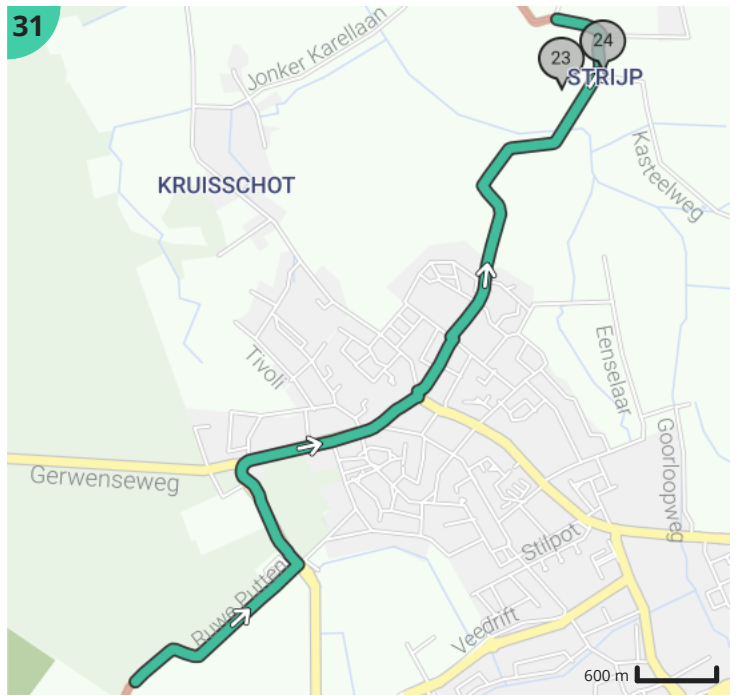 31
Jonker Karellaan
24
23
STRIJP
Kasteelweg
KRUISSCHOT
Tivoli
Eenselaar
Goorloopweg
Gerwenseweg
Stilpot
Ruwe Putten
Veedrift
600 m